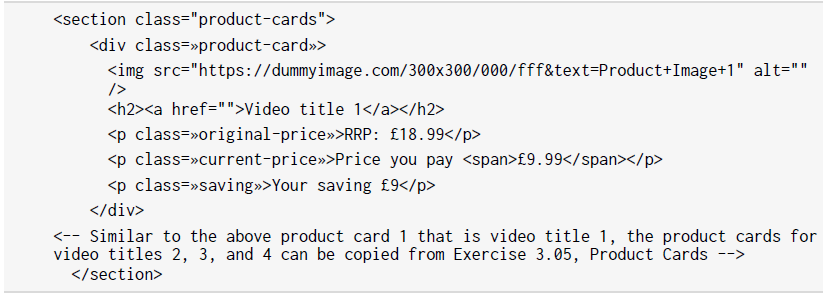 <section class="product-cards">
<div class=»product-card»>
<img src="https://dummyimage.com/300x300/000/fff&text=Product+Image+1" alt=""
/>
<h2><a href="">Video title 1</a></h2>
<p class=»original-price»>RRP: £18.99</p>
<p class=»current-price»>Price you pay <span>£9.99</span></p>
<p class=»saving»>Your saving £9</p>
</div>
<-- Similar to the above product card 1 that is video title 1, the product cards for
video titles 2, 3, and 4 can be copied from Exercise 3.05, Product Cards -->
</section>